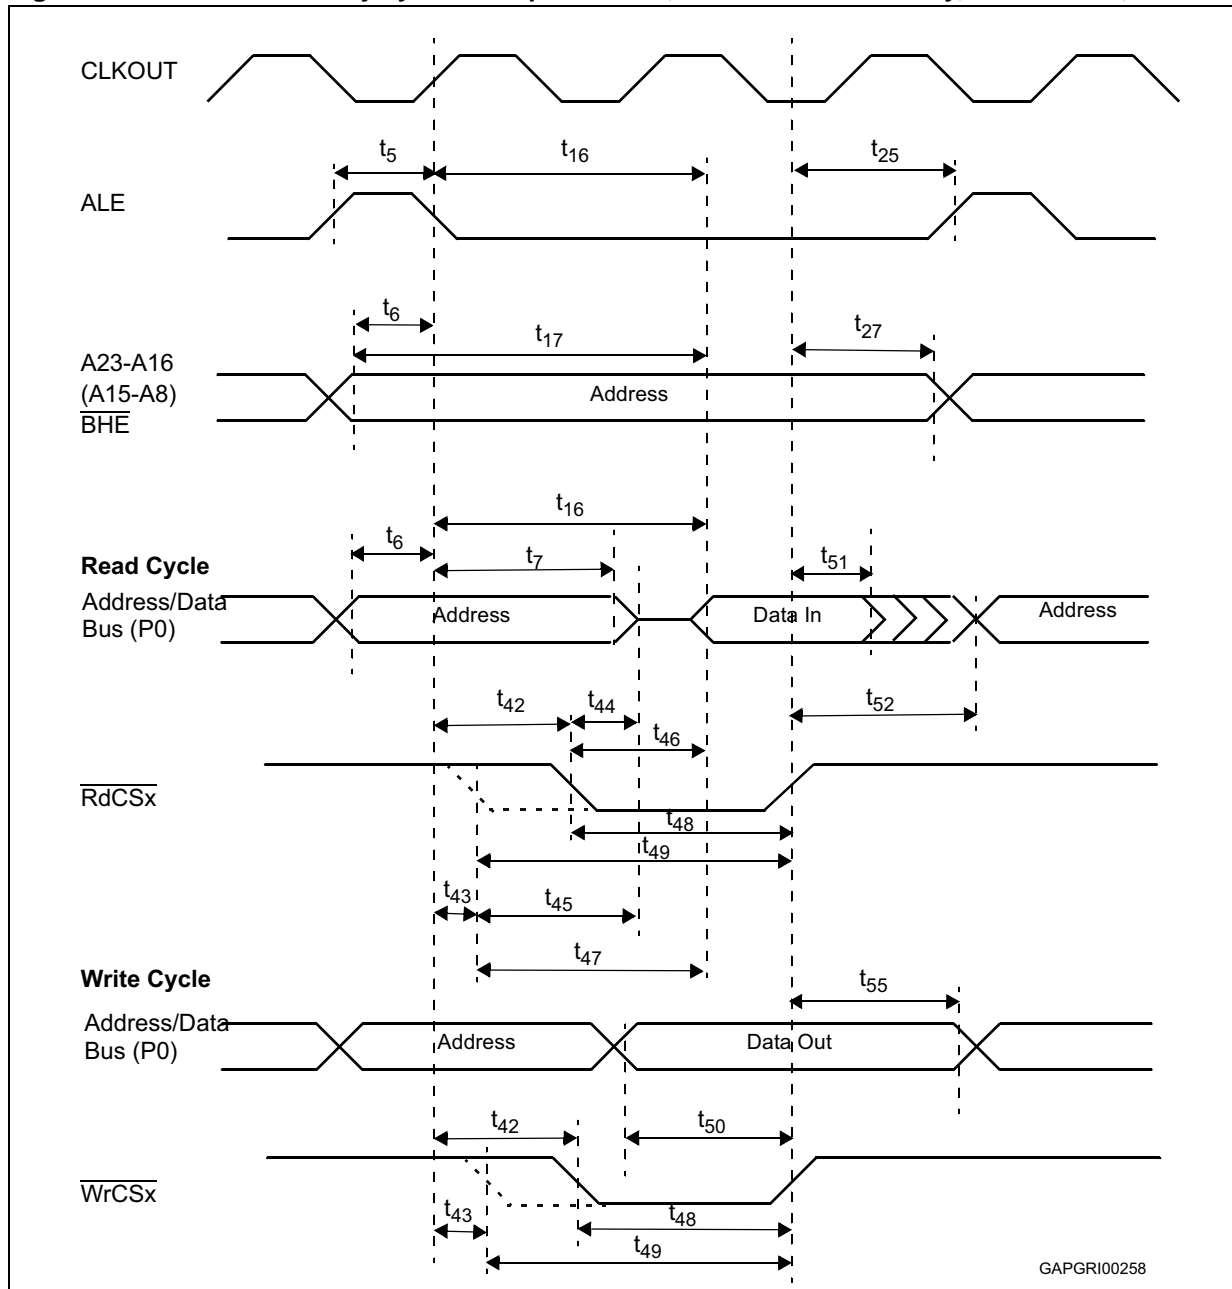 CLKOUT
t5 t16 t25
ALE
t6 t17 t27
A23-A16
(A15-A8)
BHE
Address
t16
t6 t7 t51
Read Cycle
Address/Data
Bus (P0)
Address Data In Address
t42 t44 t52
t46
RdCSx
t48
t49
t43 t45
t47
Write Cycle
t55
Address/Data
Bus (P0)
Address Data Out
t42 t50
WrCSx
t43 t48
t49
GAPGRI00258